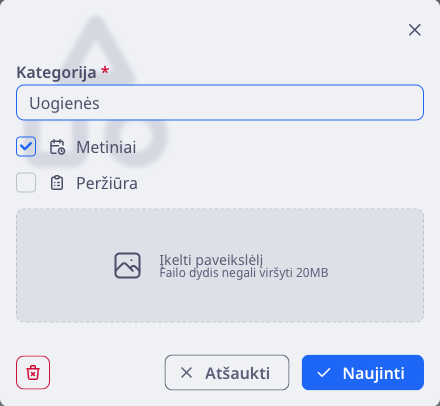 Kategorija *
Uogienės
Metiniai
Peržiūra
Įkelti paveikslėlį
Failo dydis negali viršyti 20MB
Atšaukti
Naujinti